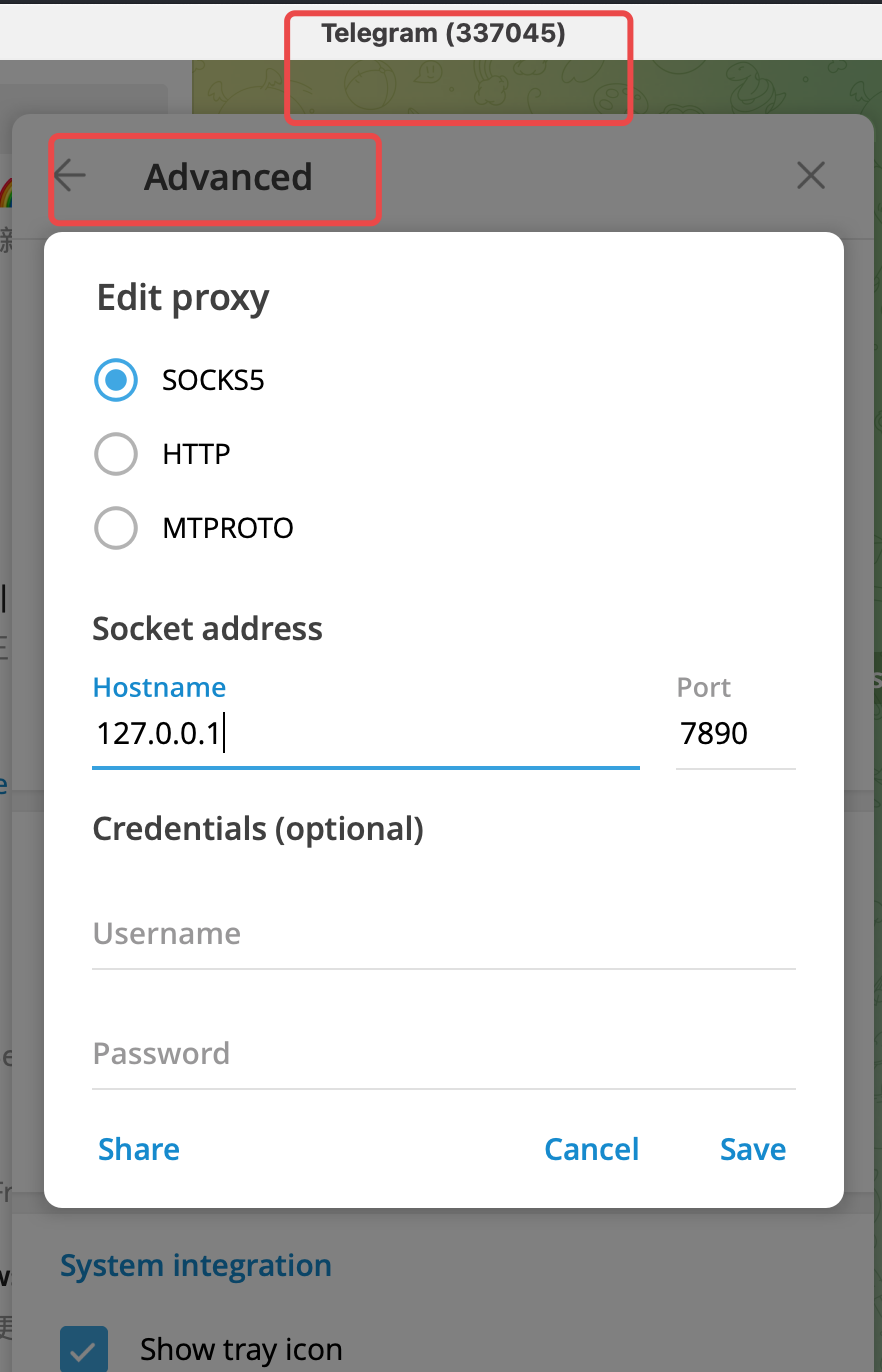 Telegram (337045)
Advanced
Edit proxy
SOCKS5
HTTP
MTPROTO
Socket address
Hostname
Port
127.0.0.1
7890
Credentials (optional)
Username
Password
Share
Cancel
Save
System integration
Show tray icon